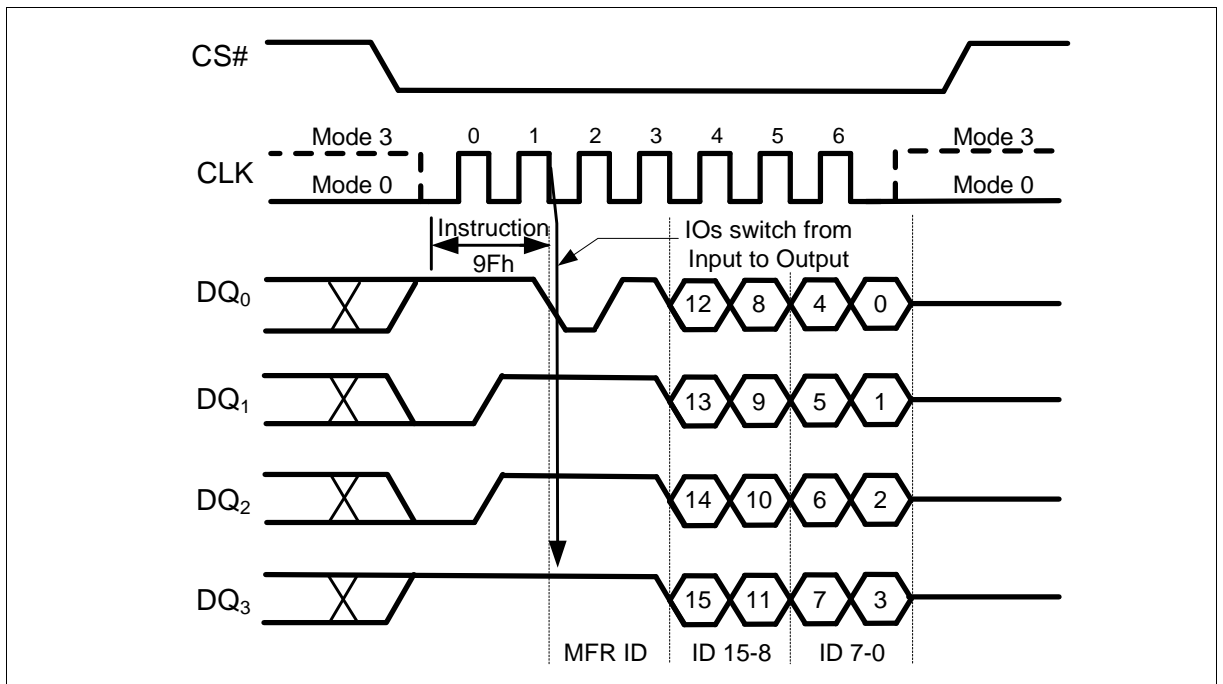 CS#
Mode 3 0 1 2 3 4 5 6 Mode 3
CLK
Mode 0 Mode 0
Instruction
9Fh
IOs switch from
Input to Output
DQ0 12 8 4 0
DQ1 13 9 5 1
DQ2 14 10 6 2
DQ3 15 11 7 3
MFR ID ID 15-8 ID 7-0